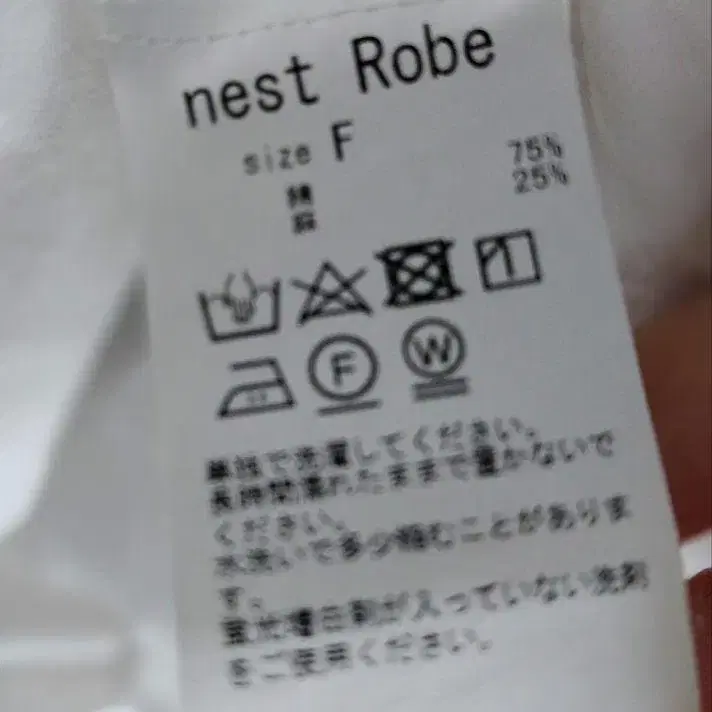 nest Robe
size F
綿 75%
麻 25%
F W
単独で洗濯してください。
長時間濡れたままで置かないで
ください。
水洗いで多少縮むことがありま
す。
蛍光増白剤が入っていない洗剤
をご使用ください。